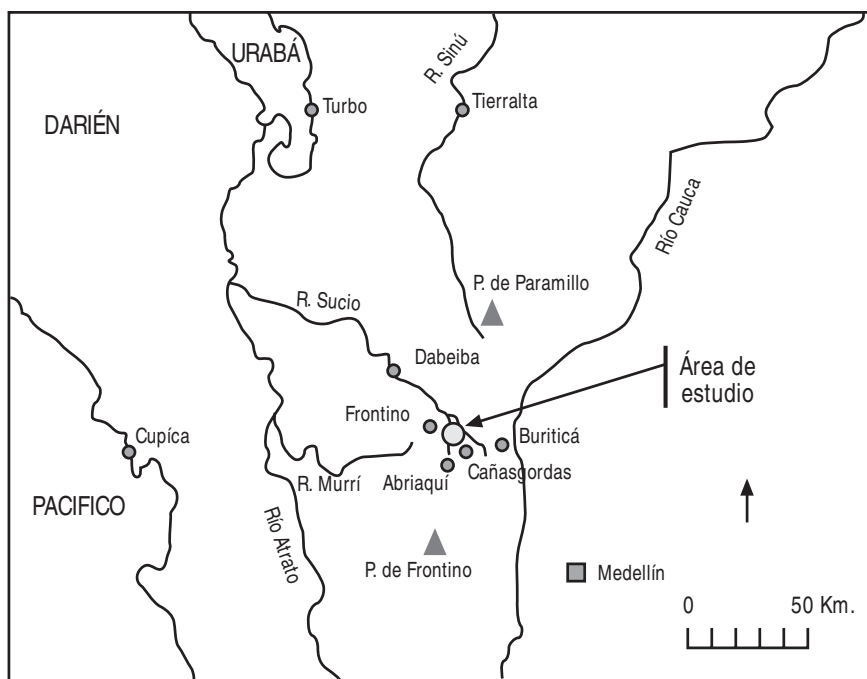 URABÁ
R. Sinú
Turbo
Tierralta
DARIÉN
Río Cauca
P. de Paramillo
R. Sucio
Dabeiba
Área de
estudio
Frontino
Buriticá
Cupíca
Cañasgordas
R. Murrí
Abriaquí
PACIFICO
Río Atrato
P. de Frontino
Medellín
0 50 Km.